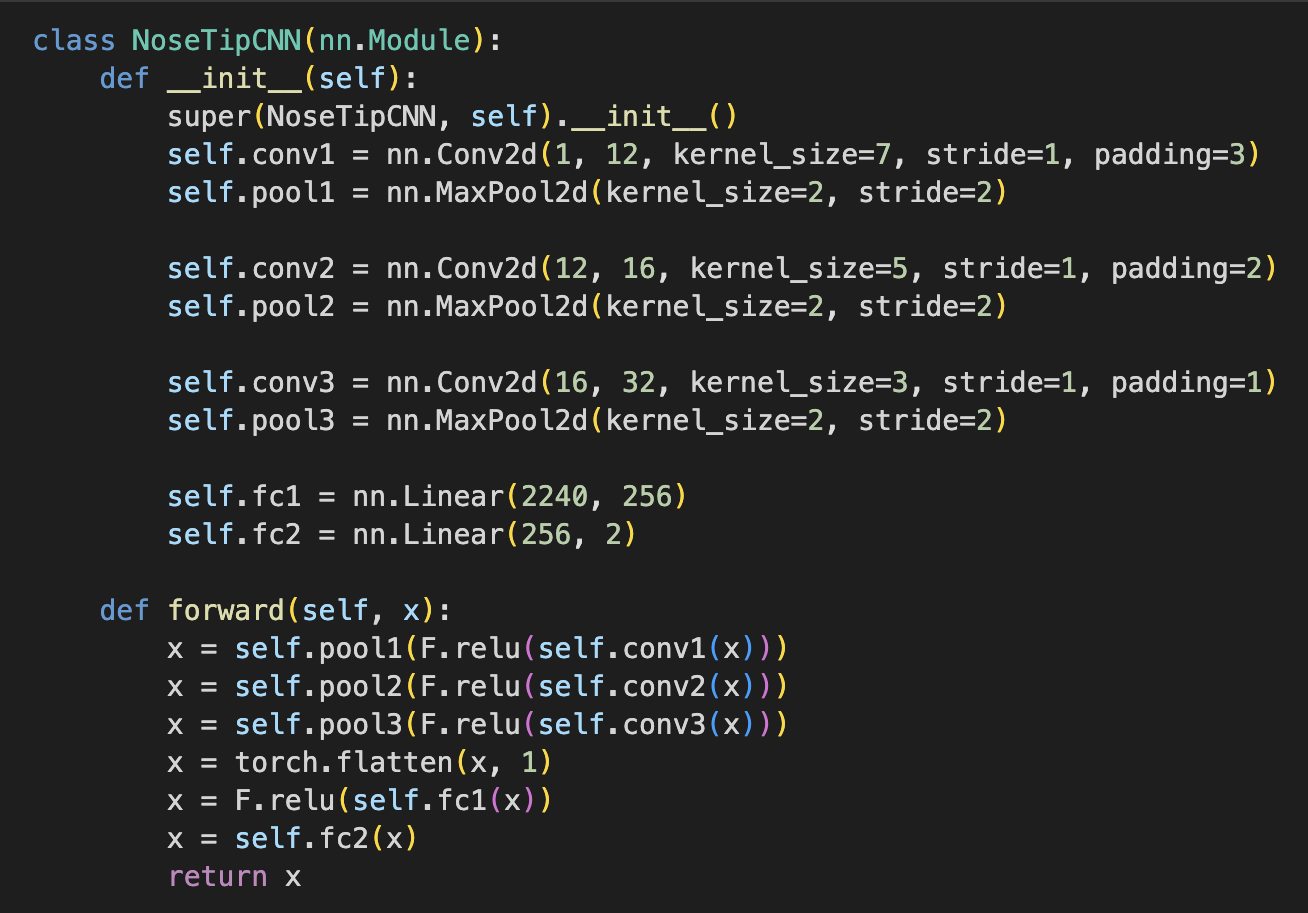 class NoseTipCNN(nn.Module):
    def __init__(self):
        super(NoseTipCNN, self).__init__()
        self.conv1 = nn.Conv2d(1, 12, kernel_size=7, stride=1, padding=3)
        self.pool1 = nn.MaxPool2d(kernel_size=2, stride=2)

        self.conv2 = nn.Conv2d(12, 16, kernel_size=5, stride=1, padding=2)
        self.pool2 = nn.MaxPool2d(kernel_size=2, stride=2)

        self.conv3 = nn.Conv2d(16, 32, kernel_size=3, stride=1, padding=1)
        self.pool3 = nn.MaxPool2d(kernel_size=2, stride=2)

        self.fc1 = nn.Linear(2240, 256)
        self.fc2 = nn.Linear(256, 2)

    def forward(self, x):
        x = self.pool1(F.relu(self.conv1(x)))
        x = self.pool2(F.relu(self.conv2(x)))
        x = self.pool3(F.relu(self.conv3(x)))
        x = torch.flatten(x, 1)
        x = F.relu(self.fc1(x))
        x = self.fc2(x)
        return x